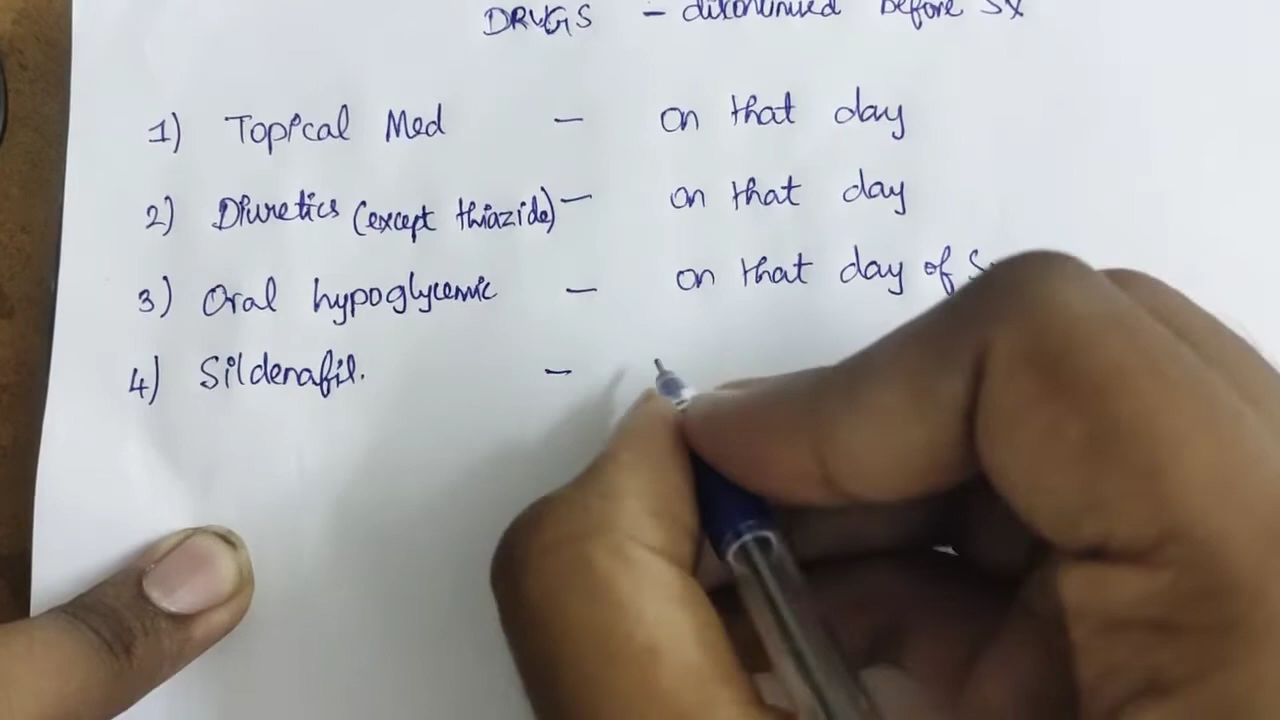 DRUGS – discontinued before Sx
1) Topical Med – on that day
2) Diuretics (except thiazide) – on that day
3) Oral hypoglycemic – on that day of
4) Sildenafil. –